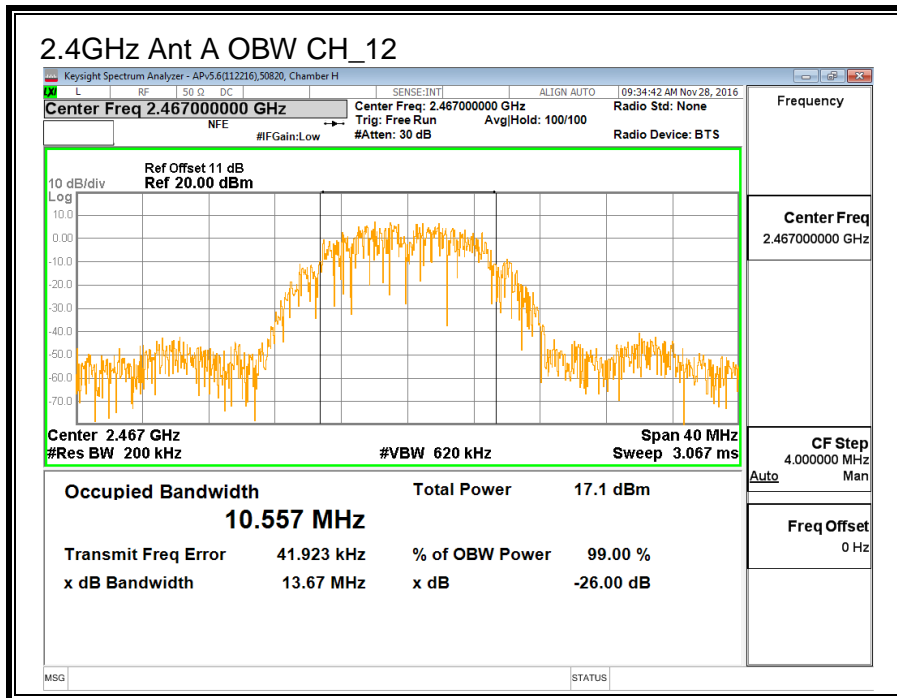 2.4GHz Ant A OBW CH_12
Keysight Spectrum Analyzer - APv5.6(112216),50820, Chamber H
LXI L RF 50 Ω DC SENSE:INT ALIGN AUTO 09:34:42 AM Nov 28, 2016
Center Freq 2.467000000 GHz
NFE
#IFGain:Low
Center Freq: 2.467000000 GHz
Trig: Free Run Avg|Hold: 100/100
#Atten: 30 dB
Radio Std: None
Radio Device: BTS
Ref Offset 11 dB
10 dB/div Ref 20.00 dBm
Log
10.0
0.00
-10.0
-20.0
-30.0
-40.0
-50.0
-60.0
-70.0
Center 2.467 GHz Span 40 MHz
#Res BW 200 kHz #VBW 620 kHz Sweep 3.067 ms
Occupied Bandwidth Total Power 17.1 dBm
10.557 MHz
Transmit Freq Error 41.923 kHz % of OBW Power 99.00 %
x dB Bandwidth 13.67 MHz x dB -26.00 dB
Frequency
Center Freq
2.467000000 GHz
CF Step
4.000000 MHz
Auto Man
Freq Offset
0 Hz
MSG STATUS